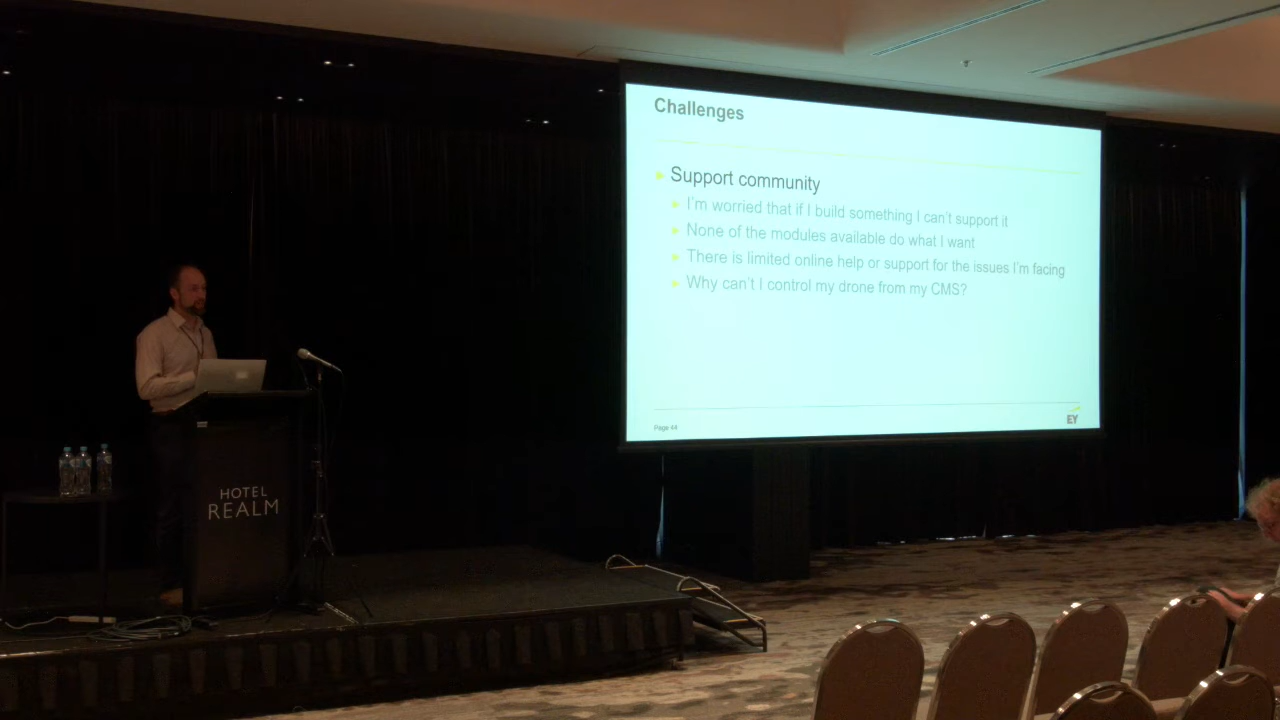 Challenges
Support community
I'm worried that if I build something I can't support it
None of the modules available do what I want
There is limited online help or support for the issues I'm facing
Why can't I control my drone from my CMS?
Page 44
EY
HOTEL
REALM